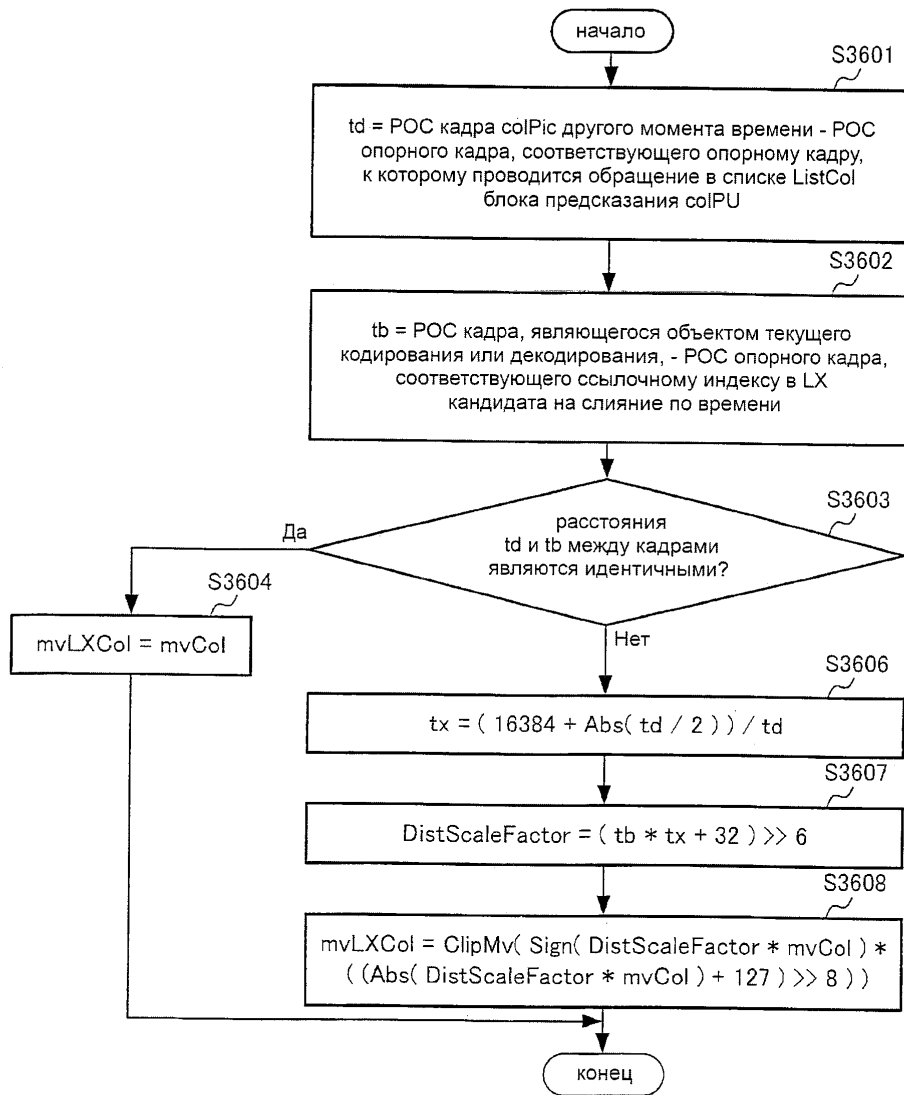 начало
S3601
td = POC кадра colPic другого момента времени - POC
опорного кадра, соответствующего опорному кадру,
к которому проводится обращение в списке ListCol
блока предсказания colPU
S3602
tb = POC кадра, являющегося объектом текущего
кодирования или декодирования, - POC опорного кадра,
соответствующего ссылочному индексу в LX
кандидата на слияние по времени
S3603
расстояния
td и tb между кадрами
являются идентичными?
Да
S3604
mvLXCol = mvCol
Нет
S3606
tx = ( 16384 + Abs( td / 2 ) ) / td
S3607
DistScaleFactor = ( tb * tx + 32 ) >> 6
S3608
mvLXCol = ClipMv( Sign( DistScaleFactor * mvCol ) *
( (Abs( DistScaleFactor * mvCol ) + 127 ) >> 8 ) )
конец